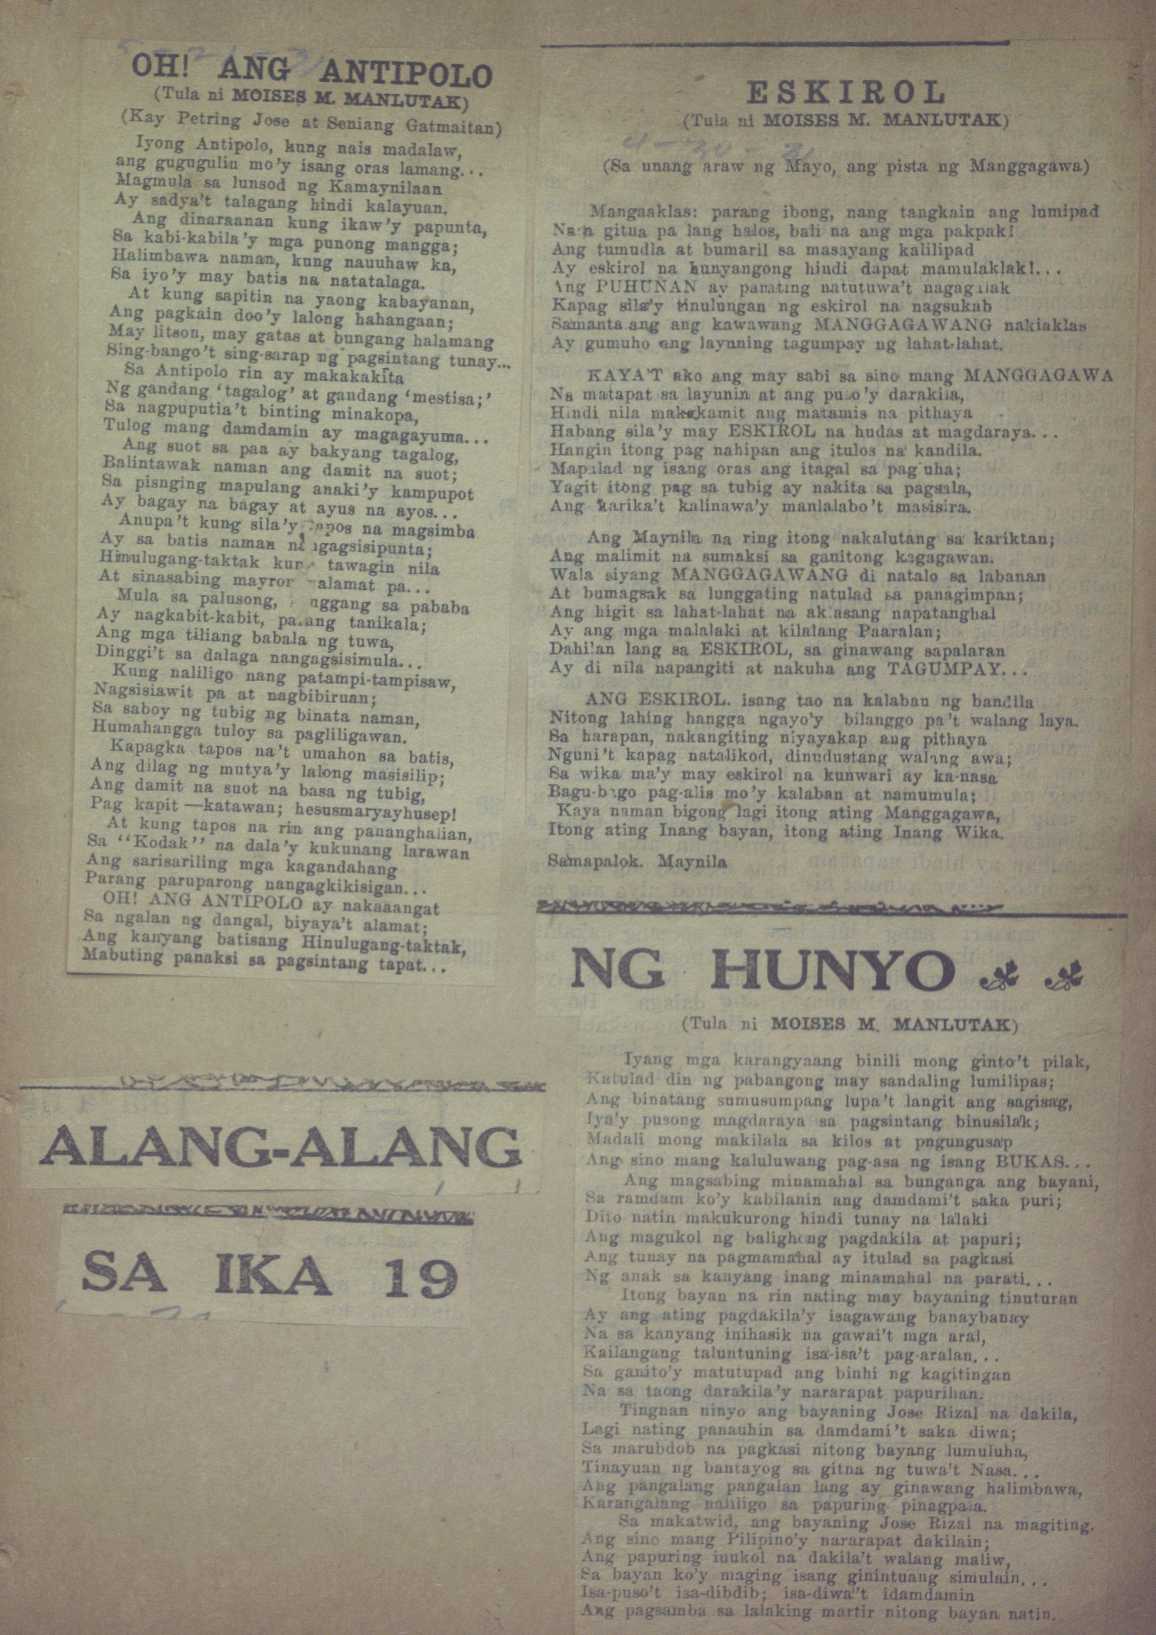 OH! ANG ANTIPOLO
(Tula ni MOISES M. MANLUTAK)
(Kay Petring Jose at Seniang Gatmaitan)
Iyong Antipolo, kung nais madalaw,
ang guguguliu mo'y isang oras lamang...
Magmula sa lunsod ng Kamaynilaan
Ay sadya't talagang hindi kalayuan.
Ang dinaraanan kung ikaw'y papunta,
Sa kabi-kabila'y mga punong mangga;
Halimbawa naman, kung nauuhaw ka,
Sa iyo'y may batis na natatalaga.
At kung sapitin na yaong kabayanan,
Ang pagkain doo'y lalong hahangaan;
May litson, may gatas at bungang halamang
Sing-bango't sing-sarap ng pagsintang tunay...
Sa Antipolo rin ay makakakita
Ng gandang 'tagalog' at gandang 'mestisa;'
Sa nagpuputia't binting minakopa,
Tulog mang damdamin ay magagayuma...
Ang suot sa paa ay bakyang tagalog,
Balintawak naman ang damit na suot;
Sa pisnging mapulang anaki'y kampupot
Ay bagay na bagay at ayus na ayos...
Anupa't kung sila'y tapos na magsimba
Ay sa batis naman nagsisipunta;
Hinulugang-taktak kung tawagin nila
At sinasabing mayron alamat pa...
Mula sa palusong, hanggang sa pababa
Ay nagkabit-kabit, parang tanikala;
Ang mga tiliang babala ng tuwa,
Dinggi't sa dalaga nangagsisimula...
Kung naliligo nang patampi-tampisaw,
Nagsisiawit pa at nagbibiruan;
Sa saboy ng tubig ng binata naman,
Humahangga tuloy sa pagliligawan.
Kapagka tapos na't umahon sa batis,
Ang dilag ng mutya'y lalong masisilip;
Ang damit na suot na basa ng tubig,
Pag kapit—katawan; hesusmaryayhusep!
At kung tapos na rin ang pananghalian,
Sa "Kodak" na dala'y kukunang larawan
Ang sarisariling mga kagandahang
Parang paruparong nangagkikisigan...
OH! ANG ANTIPOLO ay nakaaangat
Sa ngalan ng dangal, biyaya't alamat;
Ang kanyang batisang Hinulugang-taktak,
Mabuting panaksi sa pagsintang tapat...
ESKIROL
(Tula ni MOISES M. MANLUTAK)
4-30-31
(Sa unang araw ng Mayo, ang pista ng Manggagawa)
Mangaaklas: parang ibong, nang tangkain ang lumipad
Nasa gitna pa lang halos, bali na ang mga pakpak!
Ang tumudla at bumaril sa masayang kalilipad
Ay eskirol na hunyangong hindi dapat mamulaklak!...
Ang PUHUNAN ay parating natutuwa't nagagalak
Kapag sila'y tinulungan ng eskirol na nagsukab
Samantalang ang kawawang MANGGAGAWANG nakiaklas
Ay gumuho ang layuning tagumpay ng lahat-lahat.
KAYA'T ako ang may sabi sa sino mang MANGGAGAWA
Na matapat sa layunin at ang puso'y darakila,
Hindi nila makakamit ang matamis na pithaya
Habang sila'y may ESKIROL na hudas at magdaraya...
Hangin itong pag nahipan ang itulos na kandila.
Mapalad ng isang oras ang itagal sa pag uha;
Yagit itong pag sa tubig ay nakita sa pagsala,
Ang karika't kalinawa'y manlalabo't masisira.
Ang Maynila na ring itong nakalutang sa kariktan;
Ang malimit na sumaksi sa ganitong kagagawan.
Wala siyang MANGGAGAWANG di natalo sa labanan
At bumagsak sa lunggating natulad sa panagimpan;
Ang higit sa lahat-lahat na aklasang napatanghal
Ay ang mga malalaki at kilalang Paaralan;
Dahilan lang sa ESKIROL, sa ginawang sapalaran
Ay di nila napangiti at nakuha ang TAGUMPAY...
ANG ESKIROL. isang tao na kalaban ng bandila
Nitong lahing hangga ngayo'y bilanggo pa't walang laya.
Sa harapan, nakangiting niyayakap ang pithaya
Nguni't kapag natalikod, dinudustang walang awa;
Sa wika ma'y may eskirol na kunwari ay ka-nasa
Bagu-bago pag-alis mo'y kalaban at namumula;
Kaya naman bigong lagi itong ating Manggagawa,
Itong ating Inang bayan, itong ating Inang Wika.
Samapalok. Maynila
NG HUNYO
(Tula ni MOISES M. MANLUTAK)
Iyang mga karangyaang binili mong ginto't pilak,
Katulad din ng pabangong may sandaling lumilipas;
Ang binatang sumusumpang lupa't langit ang sagisag,
Iya'y pusong magdaraya sa pagsintang binusilak;
Madali mong makilala sa kilos at pagungusap
Ang sino mang kaluluwang pag-asa ng isang BUKAS...
Ang magsabing minamahal sa bunganga ang bayani,
Sa ramdam ko'y kabilanin ang damdami't saka puri;
Dito natin makukurong hindi tunay na lalaki
Ang magukol ng balighong pagdakila at papuri;
Ang tunay na pagmamahal ay itulad sa pagkasi
Ng anak sa kanyang inang minamahal na parati...
Itong bayan na rin nating may bayaning tinuturan
Ay ang ating pagdakila'y isagawang banaybanay
Na sa kanyang inihasik na gawai't mga aral,
Kailangang taluntuning isa-isa't pag-aralan...
Sa ganito'y matutupad ang binhi ng kagitingan
Na sa taong darakila'y nararapat papurihan.
Tingnan ninyo ang bayaning Jose Rizal na dakila,
Lagi nating panauhin sa damdami't saka diwa;
Sa marubdob na pagkasi nitong bayang lumuluha,
Tinayuan ng bantayog sa gitna ng tuwa't Nasa...
Ang pangalang pangalan lang ay ginawang halimbawa,
Karangalang naliligo sa papuring pinagpala.
Sa makatwid, ang bayaning Jose Rizal na magiting.
Ang sino mang Pilipino'y nararapat dakilain;
Ang papuring iuukol na dakila't walang maliw,
Sa bayan ko'y maging isang ginintuang simulain...
Isa-puso't isa-dibdib; isa-diwa't idamdamin
Ang pagsamba sa lalaking martir nitong bayan natin.
ALANG-ALANG
SA IKA 19